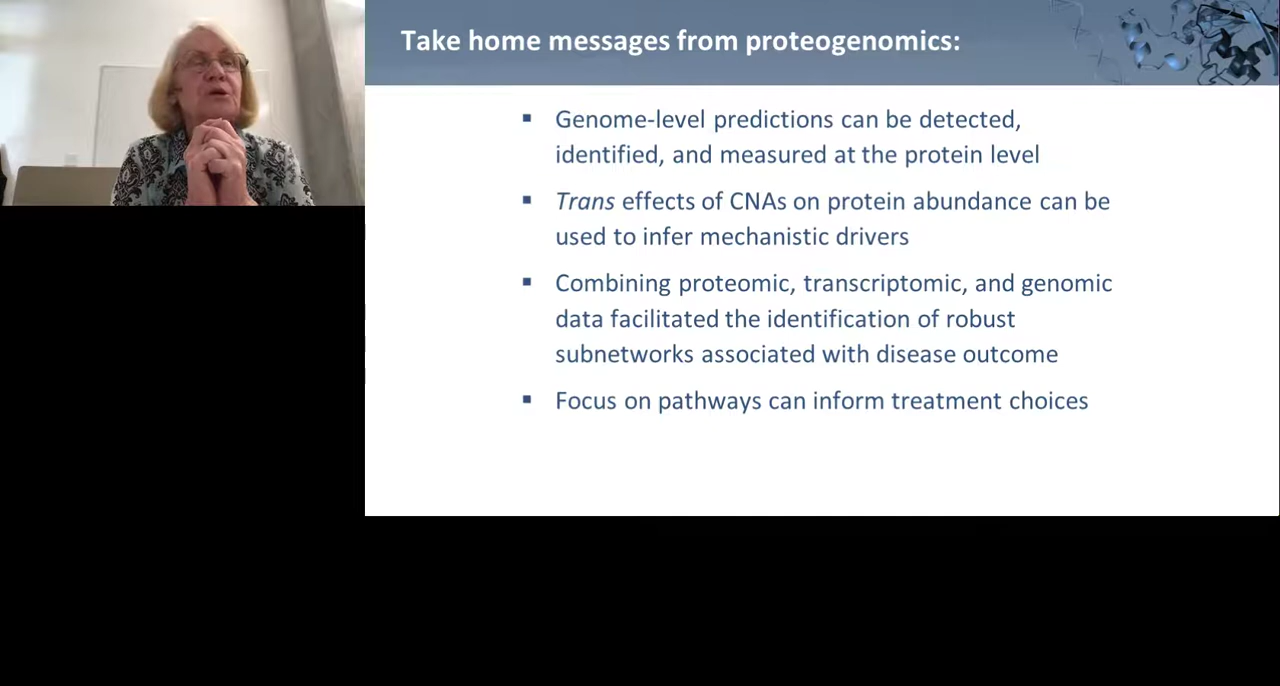 Take home messages from proteogenomics:
▪ Genome-level predictions can be detected,
identified, and measured at the protein level
▪ Trans effects of CNAs on protein abundance can be
used to infer mechanistic drivers
▪ Combining proteomic, transcriptomic, and genomic
data facilitated the identification of robust
subnetworks associated with disease outcome
▪ Focus on pathways can inform treatment choices